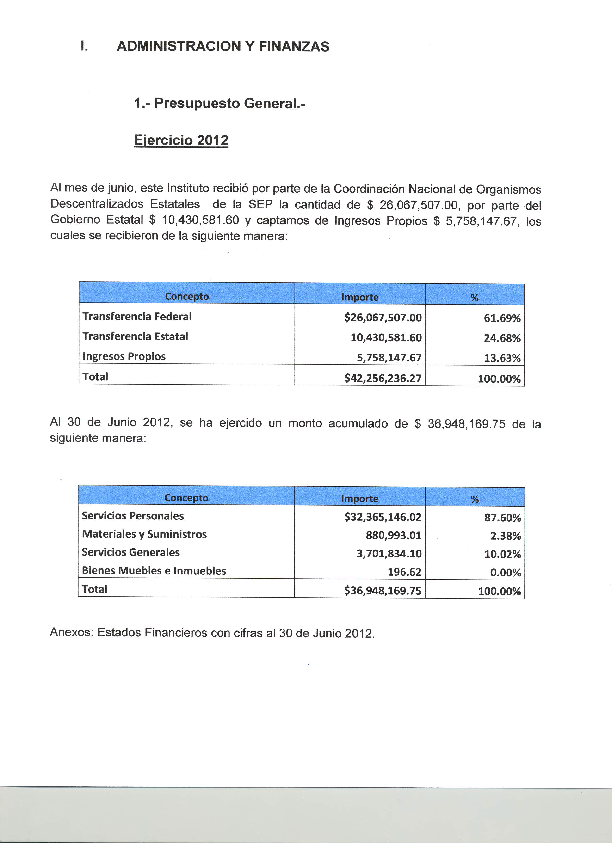 I. ADMINISTRACION Y FINANZAS
1.- Presupuesto General.-
Ejercicio 2012
Al mes de junio, este Instituto recibió por parte de la Coordinación Nacional de Organismos
Descentralizados Estatales de la SEP la cantidad de $ 26,067,507.00, por parte del
Gobierno Estatal $ 10,430,581.60 y captamos de Ingresos Propios $ 5,758,147.67, los
cuales se recibieron de la siguiente manera:
Concepto Importe %
Transferencia Federal $26,067,507.00 61.69%
Transferencia Estatal 10,430,581.60 24.68%
Ingresos Propios 5,758,147.67 13.63%
Total $42,256,236.27 100.00%
Al 30 de Junio 2012, se ha ejercido un monto acumulado de $ 36,948,169.75 de la
siguiente manera:
Concepto Importe %
Servicios Personales $32,365,146.02 87.60%
Materiales y Suministros 880,993.01 2.38%
Servicios Generales 3,701,834.10 10.02%
Bienes Muebles e Inmuebles 196.62 0.00%
Total $36,948,169.75 100.00%
Anexos: Estados Financieros con cifras al 30 de Junio 2012.